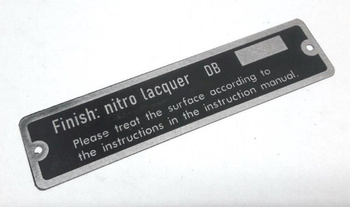 Finish: nitro lacquer DB
Please treat the surface according to
the instructions in the instruction manual.